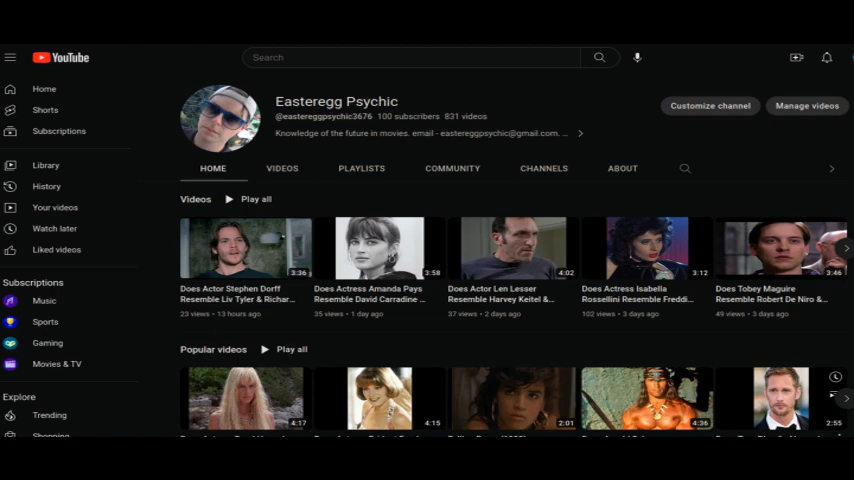 YouTube
Search
Home
Shorts
Subscriptions
Library
History
Your videos
Watch later
Liked videos
Subscriptions
Music
Sports
Gaming
Movies & TV
Explore
Trending
Shopping
Easteregg Psychic
@eastereggpsychic3676 100 subscribers 831 videos
Knowledge of the future in movies. email - eastereggpsychic@gmail.com. ...
Customize channel
Manage videos
HOME VIDEOS PLAYLISTS COMMUNITY CHANNELS ABOUT
Videos Play all
3:36
Does Actor Stephen Dorff
Resemble Liv Tyler & Richar...
23 views • 13 hours ago
3:58
Does Actress Amanda Pays
Resemble David Carradine ...
35 views • 1 day ago
4:02
Does Actor Len Lesser
Resemble Harvey Keitel &...
37 views • 2 days ago
3:12
Does Actress Isabella
Rossellini Resemble Freddi...
102 views • 3 days ago
3:46
Does Tobey Maguire
Resemble Robert De Niro &...
49 views • 3 days ago
Popular videos Play all
4:17
4:15
2:01
4:36
2:55